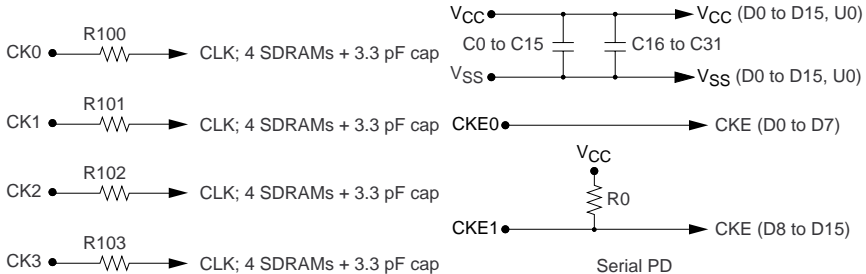 CK0 R100 CLK; 4 SDRAMs + 3.3 pF cap
CK1 R101 CLK; 4 SDRAMs + 3.3 pF cap
CK2 R102 CLK; 4 SDRAMs + 3.3 pF cap
CK3 R103 CLK; 4 SDRAMs + 3.3 pF cap
VCC VCC (D0 to D15, U0)
C0 to C15 C16 to C31
VSS VSS (D0 to D15, U0)
CKE0 CKE (D0 to D7)
VCC
R0
CKE1 CKE (D8 to D15)
Serial PD